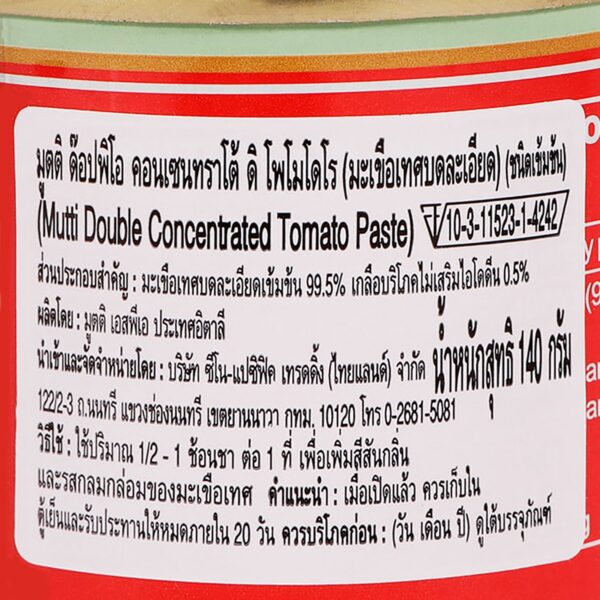 มุตติ ด๊อปพิโอ คอนเซนทราโต้ ดิ โพโมโดโร (มะเขือเทศบดละเอียด) (ชนิดเข้มข้น)
(Mutti Double Concentrated Tomato Paste) 10-3-11523-1-4242
ส่วนประกอบสำคัญ : มะเขือเทศบดละเอียดเข้มข้น 99.5% เกลือบริโภคไม่เสริมไอโดดีน 0.5%
ผลิตโดย : มุตติ เอสพีเอ ประเทศอิตาลี
นำเข้าและจัดจำหน่ายโดย : บริษัท ซีโน-แปซิฟิค เทรดดิ้ง (ไทยแลนด์) จำกัด น้ำหนักสุทธิ 140 กรัม
122/2-3 ถ.นนทรี แขวงช่องนนทรี เขตยานนาวา กทม. 10120 โทร 0-2681-5081
วิธีใช้ : ใช้ปริมาณ 1/2 - 1 ช้อนชา ต่อ 1 ที่ เพื่อเพิ่มสีสันกลิ่น
และรสกลมกล่อมของมะเขือเทศ คำแนะนำ : เมื่อเปิดแล้ว ควรเก็บใน
ตู้เย็นและรับประทานให้หมดภายใน 20 วัน ควรบริโภคก่อน : (วัน เดือน ปี) ดูใต้บรรจุภัณฑ์